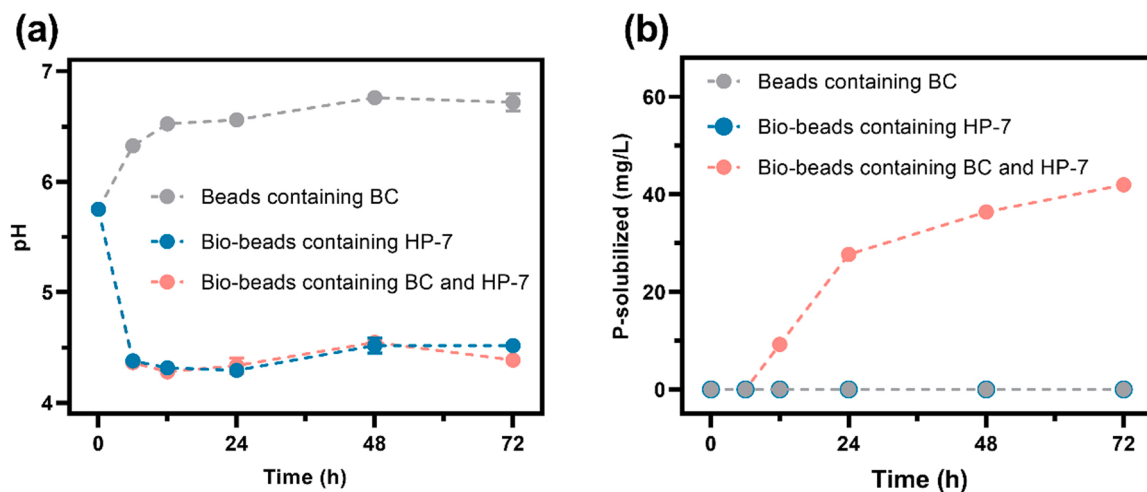 (a)
7
6
5
4
pH
Beads containing BC
Bio-beads containing HP-7
Bio-beads containing BC and HP-7
0
24
48
72
Time (h)
(b)
60
40
20
0
P-solubilized (mg/L)
Beads containing BC
Bio-beads containing HP-7
Bio-beads containing BC and HP-7
0
24
48
72
Time (h)